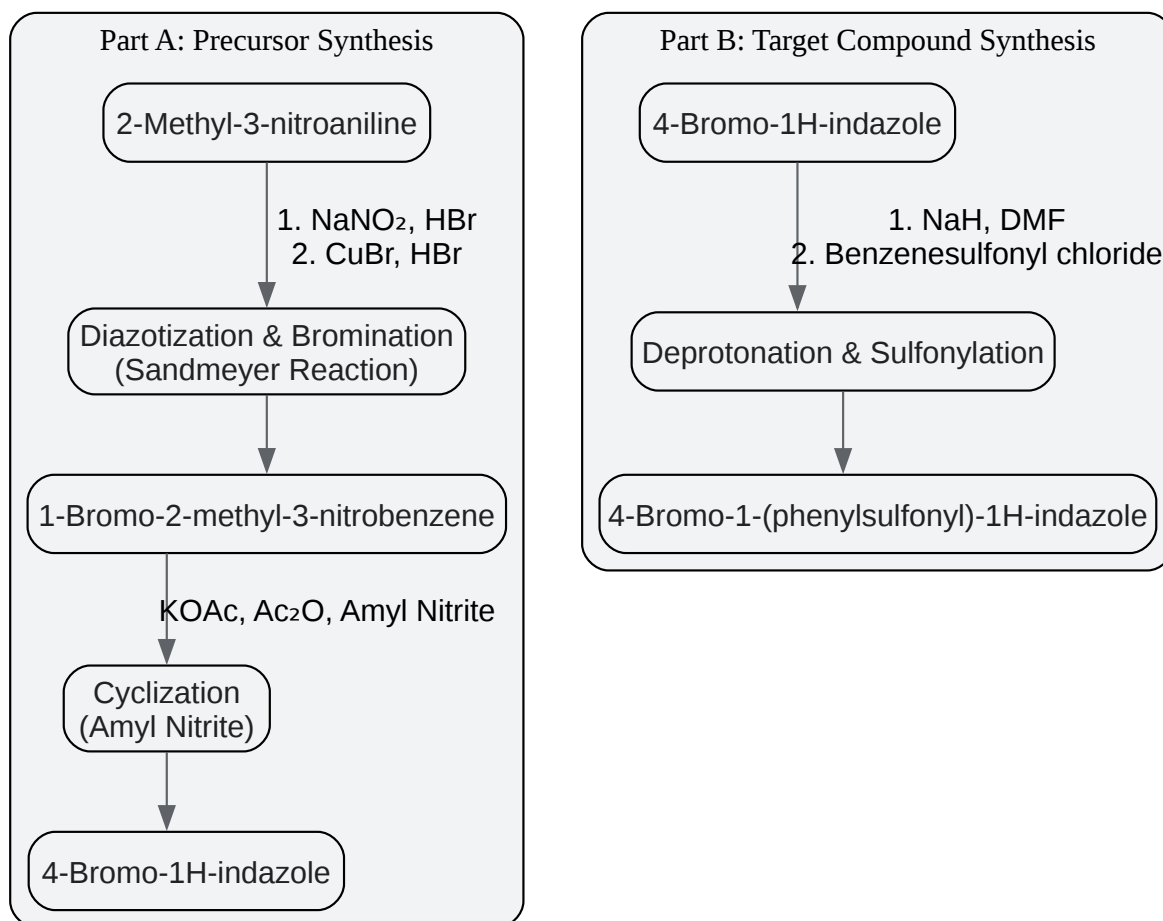 Part A: Precursor Synthesis
2-Methyl-3-nitroaniline
1. NaNO₂, HBr
2. CuBr, HBr
Diazotization & Bromination
(Sandmeyer Reaction)
1-Bromo-2-methyl-3-nitrobenzene
KOAc, Ac₂O, Amyl Nitrite
Cyclization
(Amyl Nitrite)
4-Bromo-1H-indazole
Part B: Target Compound Synthesis
4-Bromo-1H-indazole
1. NaH, DMF
2. Benzenesulfonyl chloride
Deprotonation & Sulfonylation
4-Bromo-1-(phenylsulfonyl)-1H-indazole